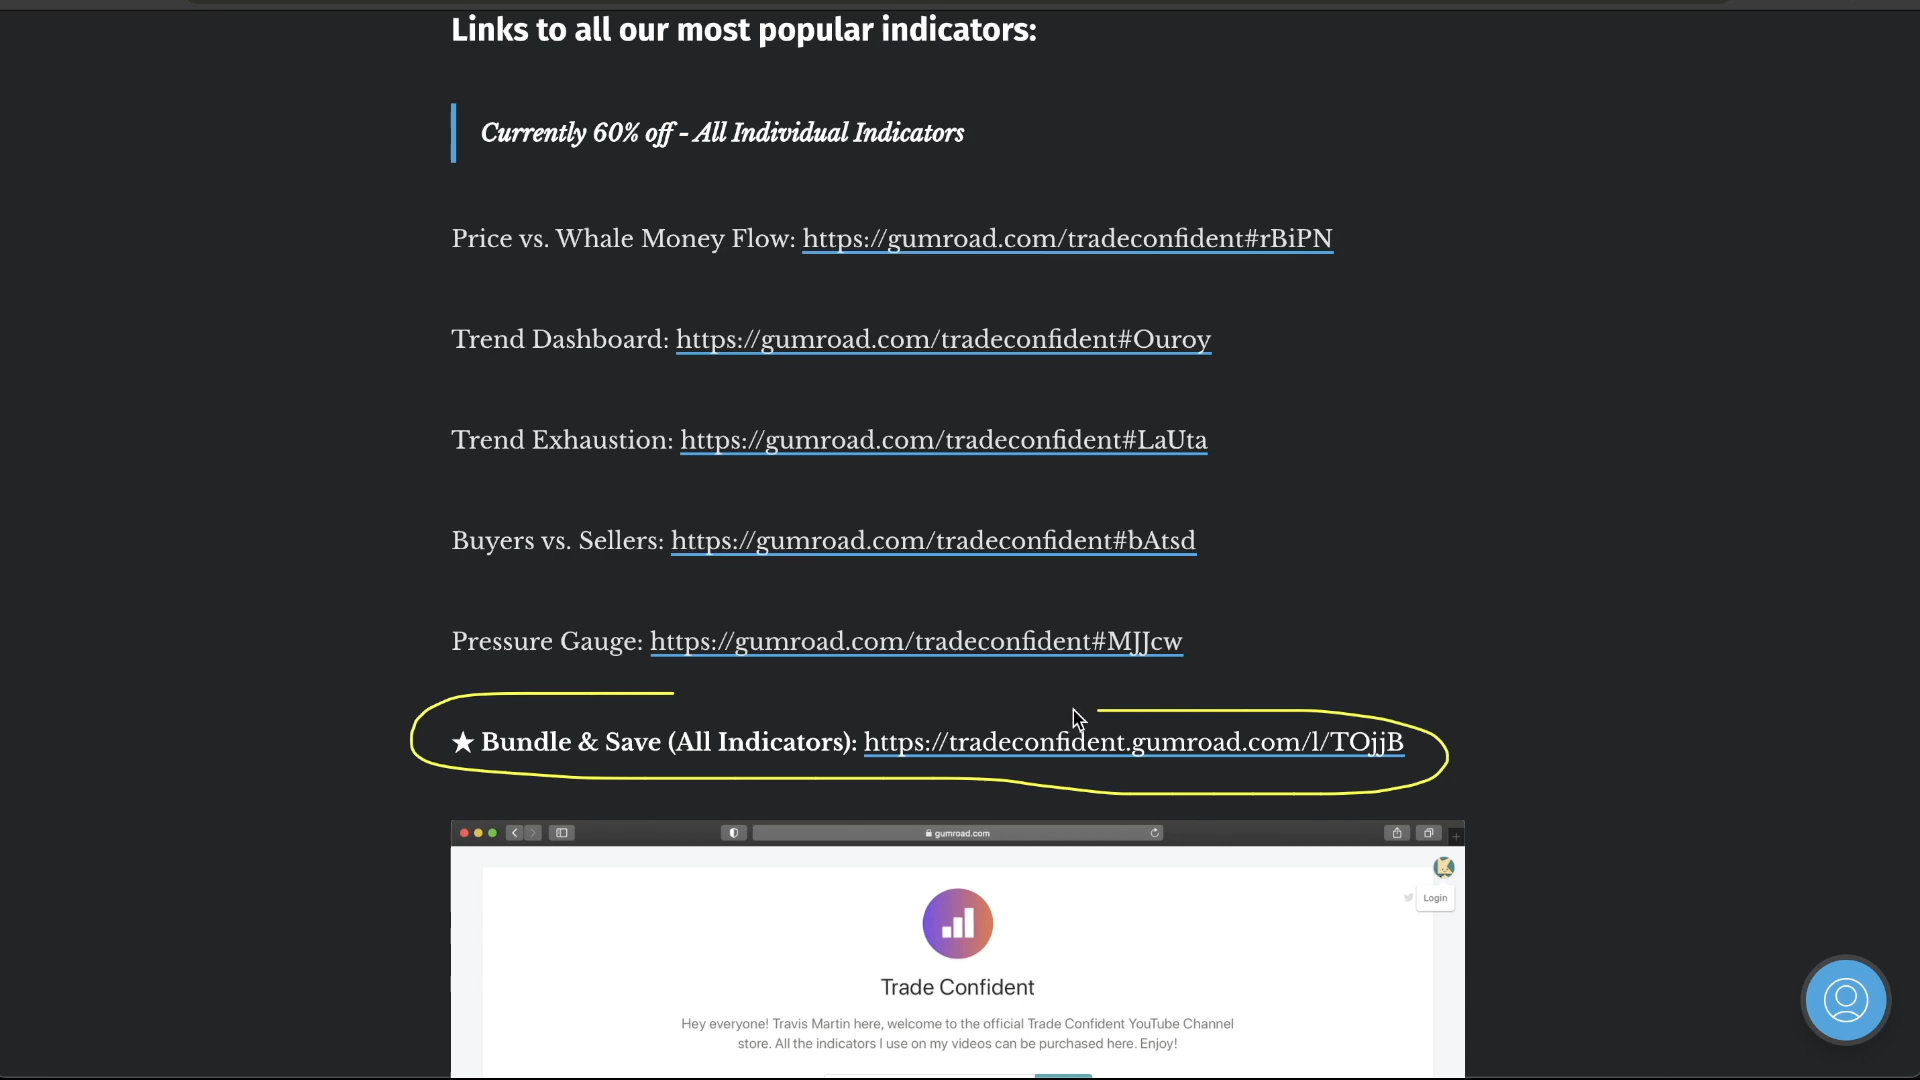 Links to all our most popular indicators:
Currently 60% off - All Individual Indicators
Price vs. Whale Money Flow: https://gumroad.com/tradeconfident#rBiPN
Trend Dashboard: https://gumroad.com/tradeconfident#Ouroy
Trend Exhaustion: https://gumroad.com/tradeconfident#LaUta
Buyers vs. Sellers: https://gumroad.com/tradeconfident#bAtsd
Pressure Gauge: https://gumroad.com/tradeconfident#MJJcw
★ Bundle & Save (All Indicators): https://tradeconfident.gumroad.com/l/TOjjB
gumroad.com
Login
Trade Confident
Hey everyone! Travis Martin here, welcome to the official Trade Confident YouTube Channel
store. All the indicators I use on my videos can be purchased here. Enjoy!